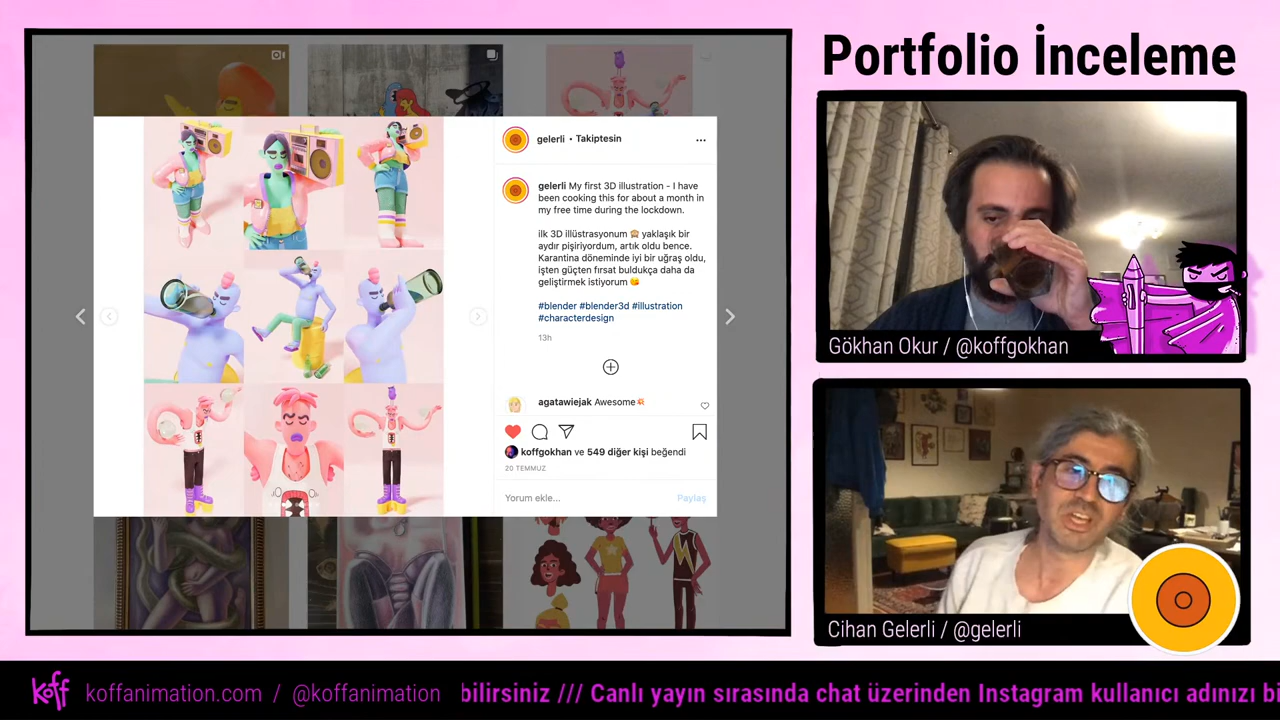 Portfolio İnceleme
gelerli • Takiptesin
gelerli My first 3D illustration - I have
been cooking this for about a month in
my free time during the lockdown.
ilk 3D illüstrasyonum 🙈 yaklaşık bir
aydır pişiriyordum, artık oldu bence.
Karantina döneminde iyi bir uğraş oldu,
işten güçten fırsat buldukça daha da
geliştirmek istiyorum 😋
#blender #blender3d #illustration
#characterdesign
13h
agatawiejak Awesome💥
koffgokhan ve 549 diğer kişi beğendi
20 TEMMUZ
Yorum ekle...
Paylaş
Gökhan Okur / @koffgokhan
Cihan Gelerli / @gelerli
koff koffanimation.com / @koffanimation
bilirsiniz /// Canlı yayın sırasında chat üzerinden Instagram kullanıcı adınızı bi